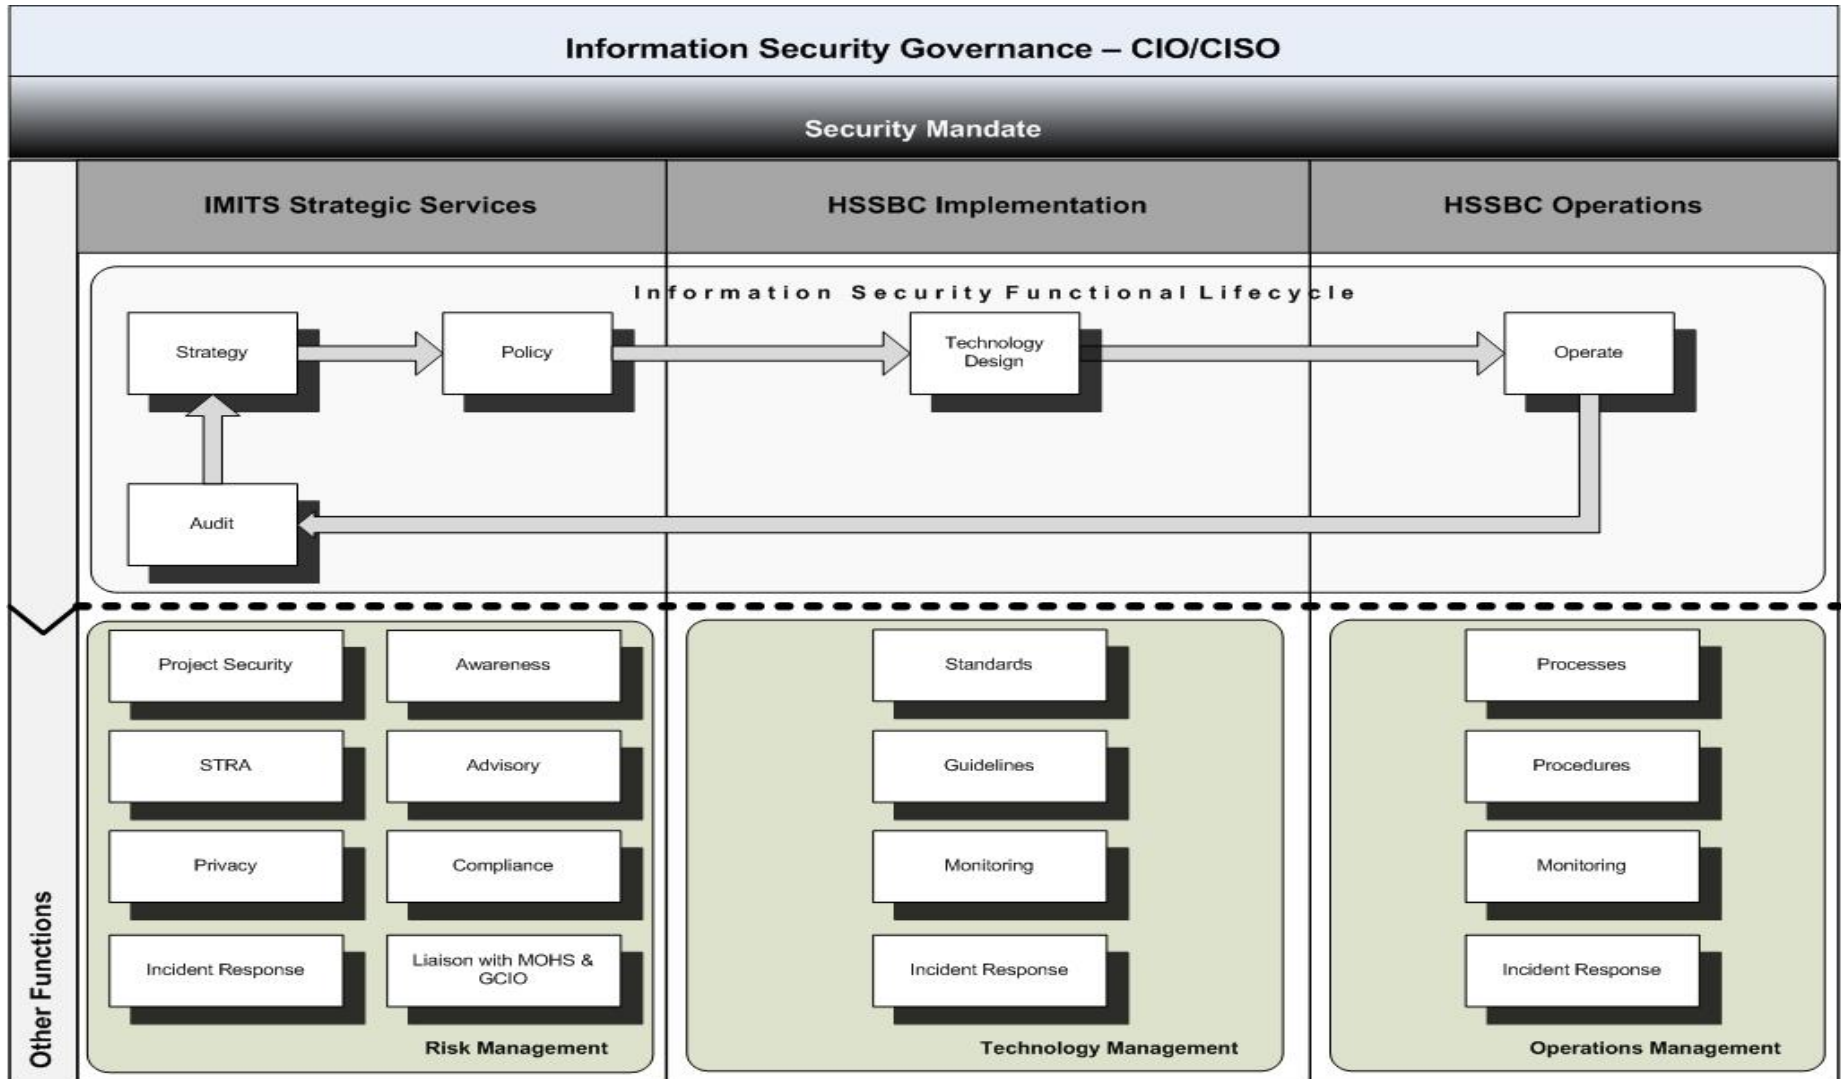 Information Security Governance – CIO/CISO
Security Mandate
IMITS Strategic Services
HSSBC Implementation
HSSBC Operations
Information Security Functional Lifecycle
Strategy
Policy
Technology
Design
Operate
Audit
Other Functions
Project Security
Awareness
STRA
Advisory
Privacy
Compliance
Incident Response
Liaison with MOHS &
GCIO
Risk Management
Standards
Guidelines
Monitoring
Incident Response
Technology Management
Processes
Procedures
Monitoring
Incident Response
Operations Management